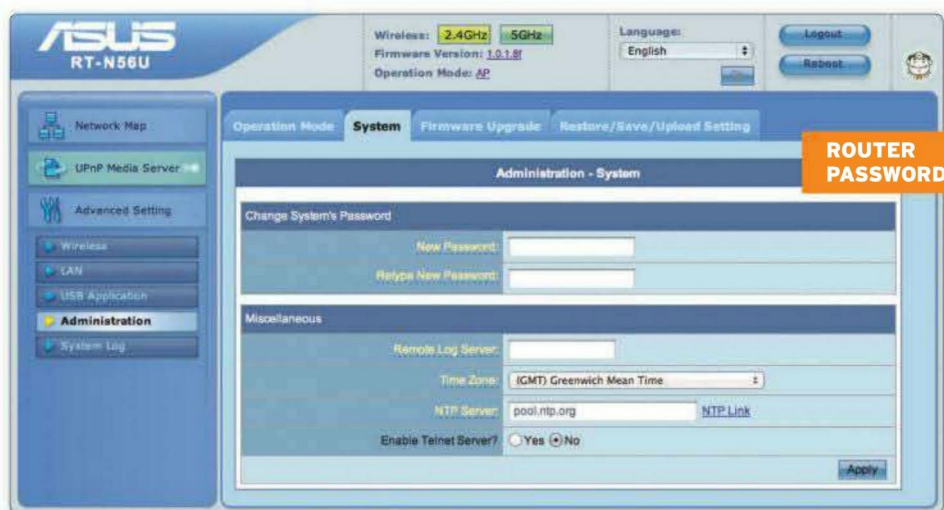 ASUS
RT-N56U
Wireless: 2.4GHz 5GHz
Firmware Version: 1.0.1.8f
Operation Mode: AP
Language:
English
Logout
Reboot
Network Map
UPnP Media Server
Advanced Setting
Wireless
LAN
USB Application
Administration
System Log
Operation Mode
System
Firmware Upgrade
Restore/Save/Upload Setting
ROUTER
PASSWORD
Administration - System
Change System's Password
New Password:
Retype New Password:
Miscellaneous
Remote Log Server:
Time Zone: (GMT) Greenwich Mean Time
NTP Server: pool.ntp.org NTP Link
Enable Telnet Server? Yes No
Apply